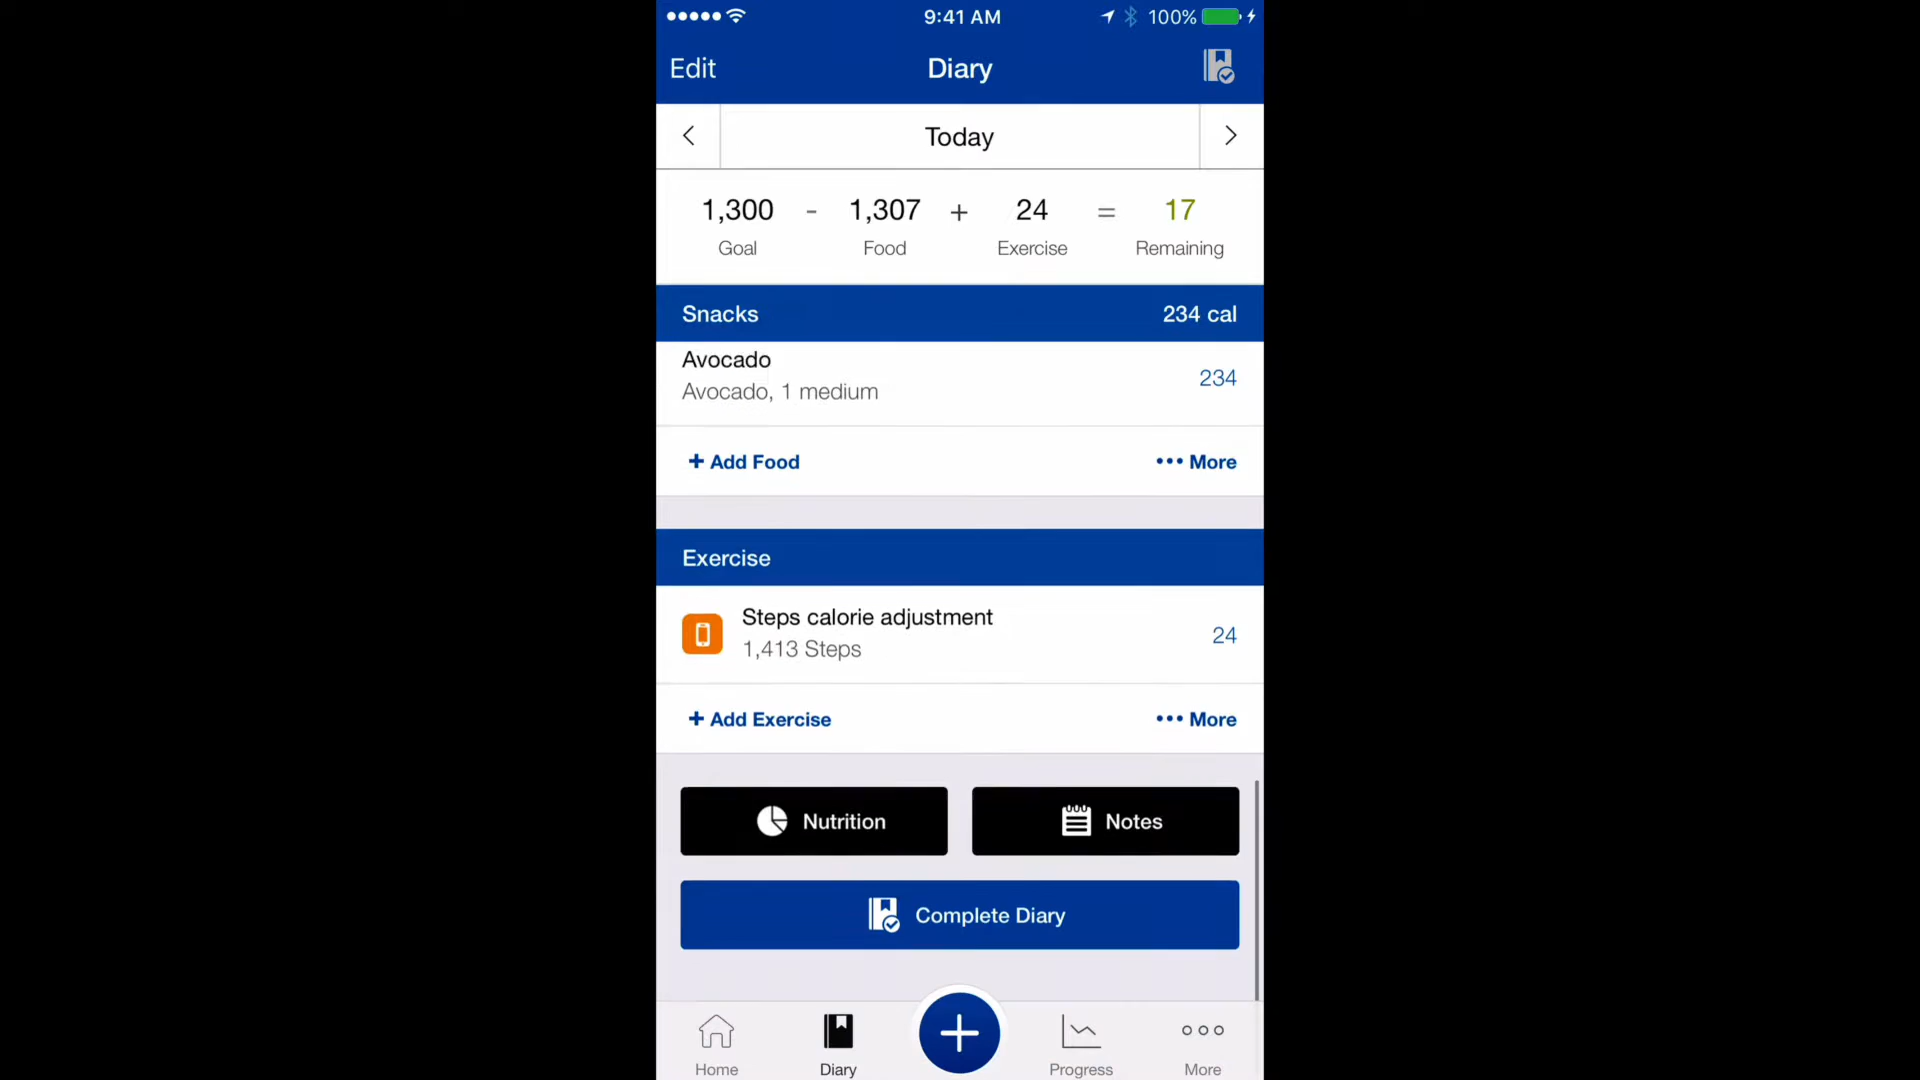 9:41 AM
100%
Edit
Diary
Today
1,300 - 1,307 + 24 = 17
Goal Food Exercise Remaining
Snacks 234 cal
Avocado
234
Avocado, 1 medium
+ Add Food ••• More
Exercise
Steps calorie adjustment
24
1,413 Steps
+ Add Exercise ••• More
Nutrition Notes
Complete Diary
Home Diary Progress More